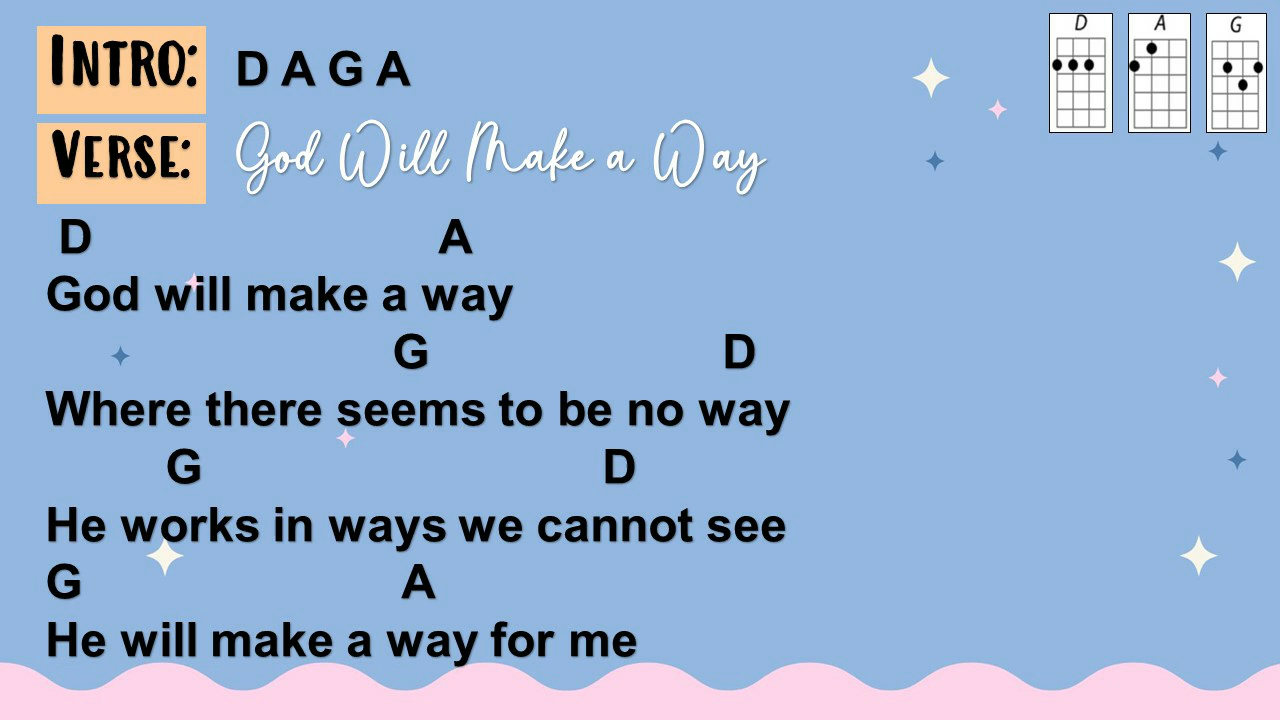 INTRO: D A G A
VERSE: God Will Make a Way
D A G
D A
God will make a way
G D
Where there seems to be no way
G D
He works in ways we cannot see
G A
He will make a way for me